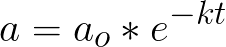 a = a_o * e^{-kt}